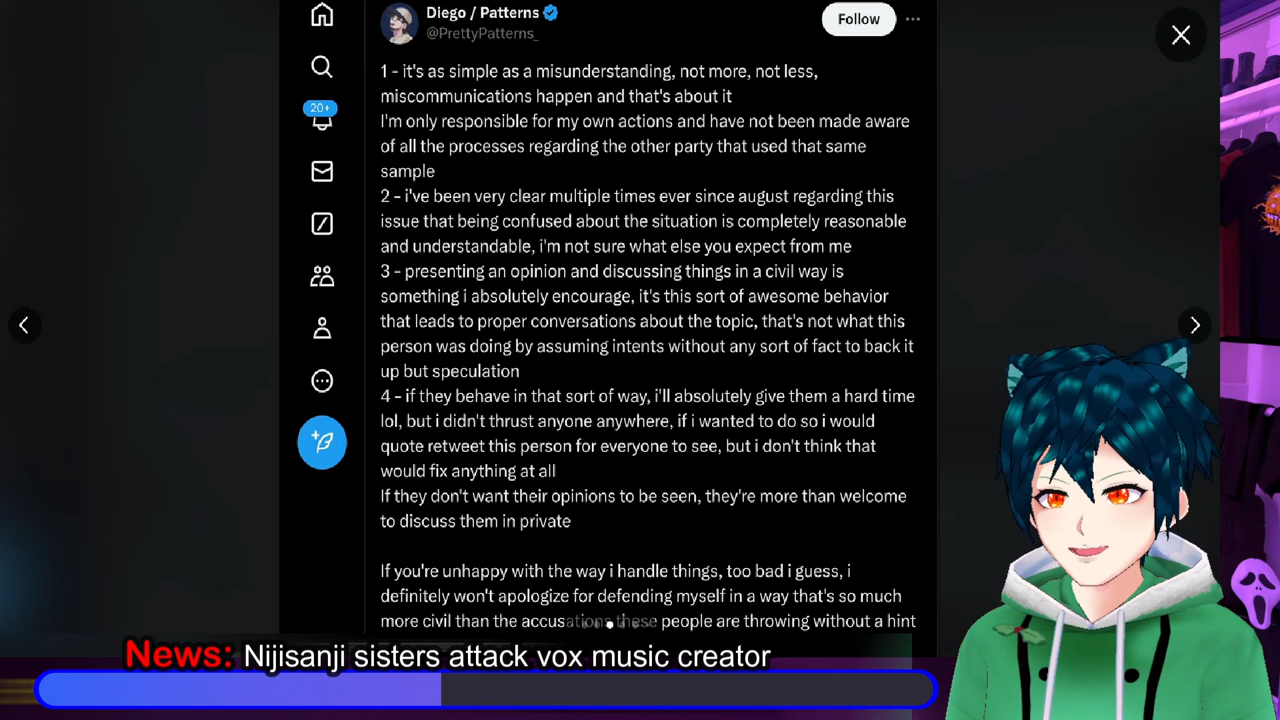 Diego / Patterns
@PrettyPatterns_
Follow
1 - it's as simple as a misunderstanding, not more, not less,
miscommunications happen and that's about it
I'm only responsible for my own actions and have not been made aware
of all the processes regarding the other party that used that same
sample
20+
2 - i've been very clear multiple times ever since august regarding this
issue that being confused about the situation is completely reasonable
and understandable, i'm not sure what else you expect from me
3 - presenting an opinion and discussing things in a civil way is
something i absolutely encourage, it's this sort of awesome behavior
that leads to proper conversations about the topic, that's not what this
person was doing by assuming intents without any sort of fact to back it
up but speculation
4 - if they behave in that sort of way, i'll absolutely give them a hard time
lol, but i didn't thrust anyone anywhere, if i wanted to do so i would
quote retweet this person for everyone to see, but i don't think that
would fix anything at all
If they don't want their opinions to be seen, they're more than welcome
to discuss them in private
If you're unhappy with the way i handle things, too bad i guess, i
definitely won't apologize for defending myself in a way that's so much
more civil than the accusations these people are throwing without a hint
News: Nijisanji sisters attack vox music creator